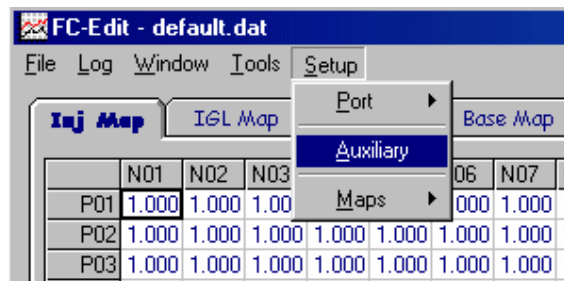 FC-Edit - default.dat
File Log Window Tools Setup
Port
Inj Map IGL Map Base Map
Auxiliary
N01 N02 N03 06 N07
Maps
P01 1.000 1.000 1.00 000 1.000
P02 1.000 1.000 1.000 1.000 1.000 1.000 1.000
P03 1.000 1.000 1.000 1.000 1.000 1.000 1.000